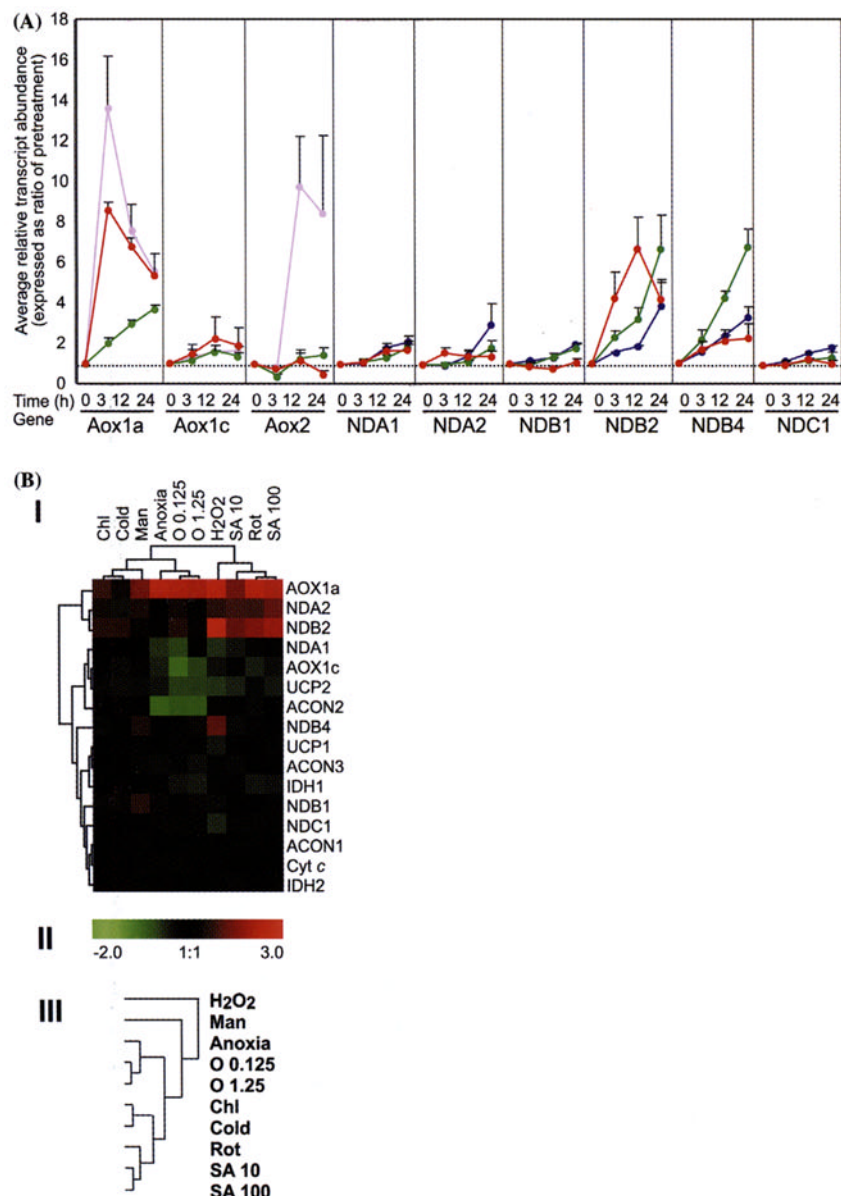 (A)
18
16
14
12
10
8
6
4
2
0
Average relative transcript abundance
(expressed as ratio of pretreatment)
Time (h) 0 3 12 24 0 3 12 24 0 3 12 24 0 3 12 24 0 3 12 24 0 3 12 24 0 3 12 24 0 3 12 24 0 3 12 24
Gene Aox1a Aox1c Aox2 NDA1 NDA2 NDB1 NDB2 NDB4 NDC1
(B)
I
Chl
Cold
Man
Anoxia
O 0.125
O 1.25
H2O2
SA 10
Rot
SA 100
AOX1a
NDA2
NDB2
NDA1
AOX1c
UCP2
ACON2
NDB4
UCP1
ACON3
IDH1
NDB1
NDC1
ACON1
Cyt c
IDH2
II
-2.0 1:1 3.0
III
H2O2
Man
Anoxia
O 0.125
O 1.25
Chl
Cold
Rot
SA 10
SA 100